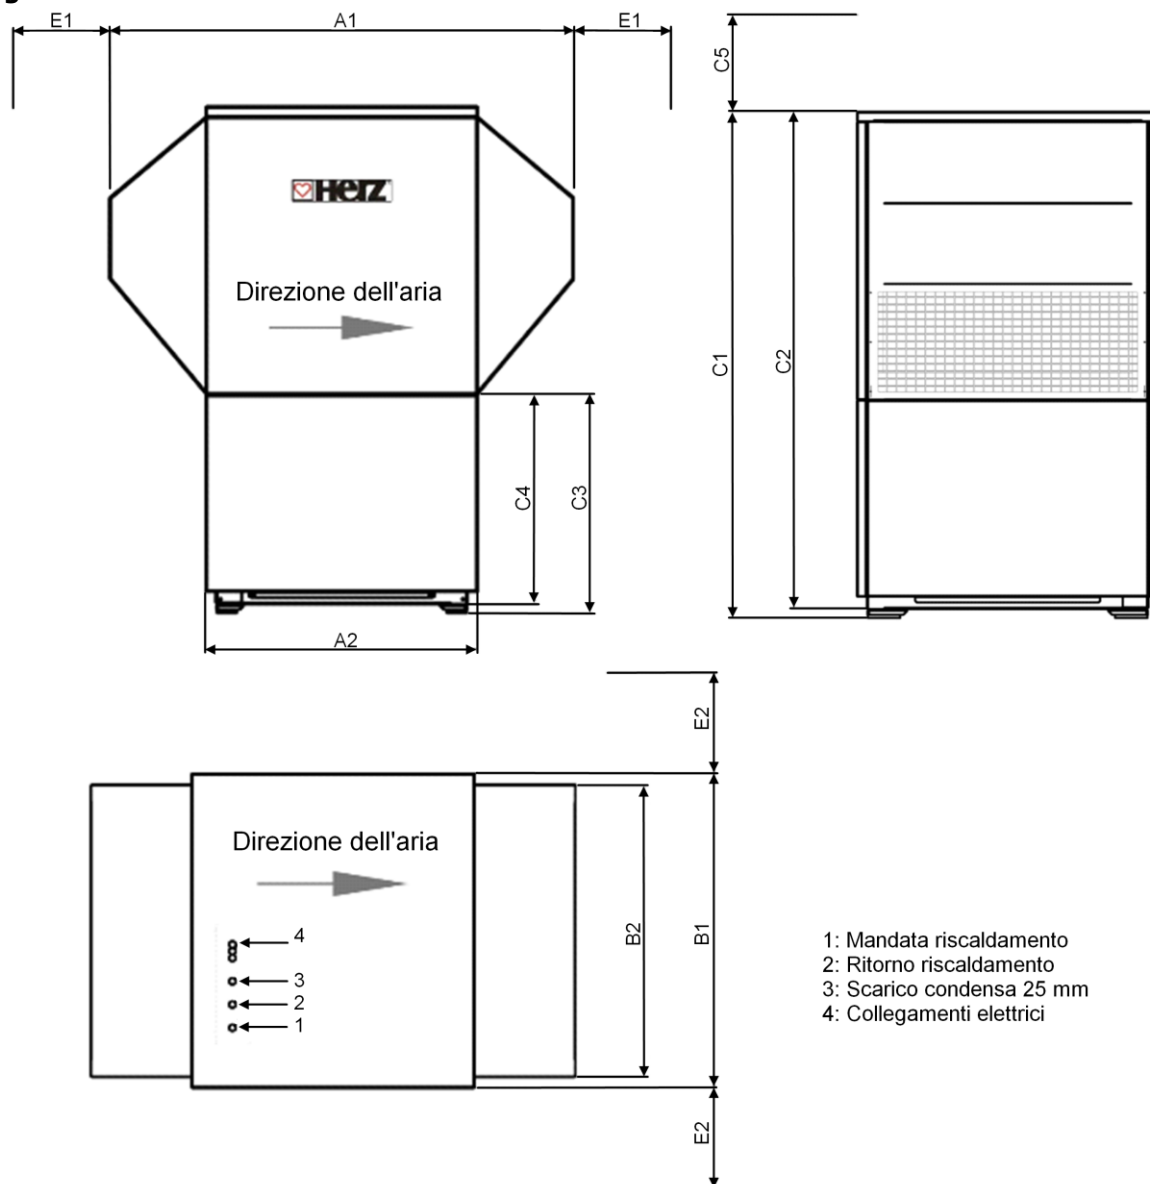 E1
A1
E1
C5
HERZ
Direzione dell'aria
C1
C2
C4
C3
A2
E2
Direzione dell'aria
B2
B1
4
3
2
1
1: Mandata riscaldamento
2: Ritorno riscaldamento
3: Scarico condensa 25 mm
4: Collegamenti elettrici
E2